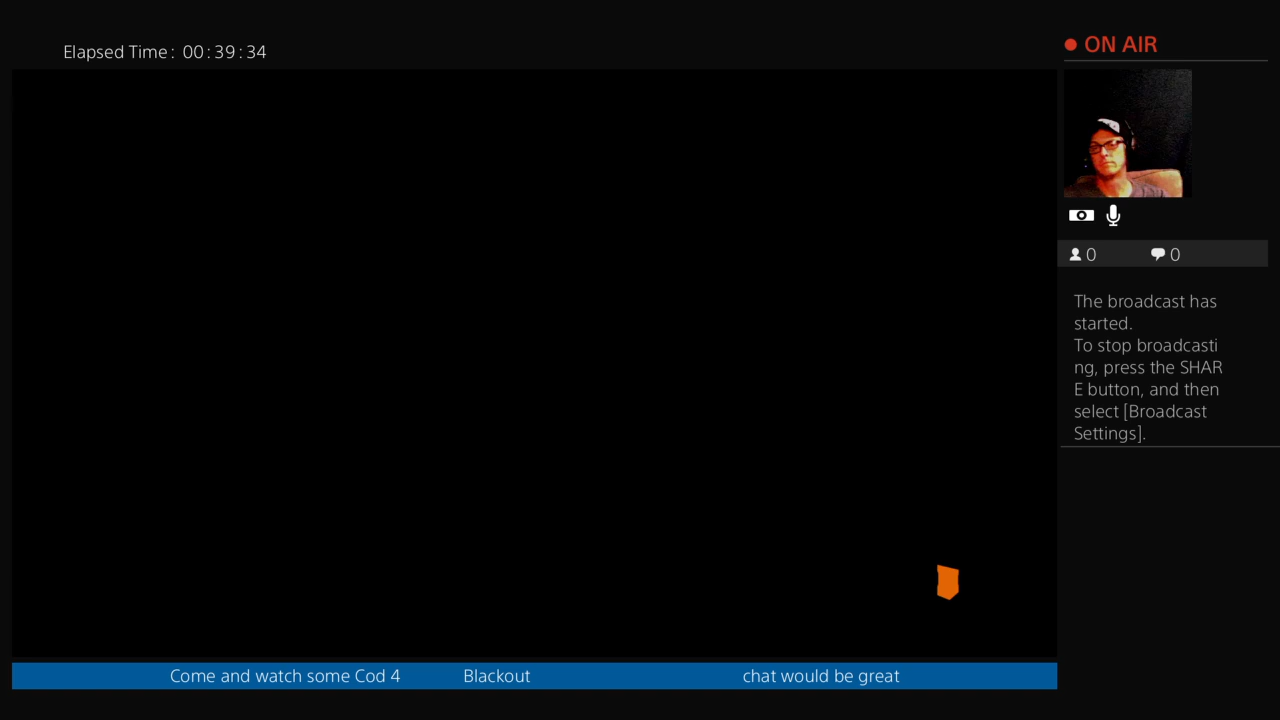 Elapsed Time: 00:39:34
ON AIR
0 0
The broadcast has
started.
To stop broadcasti
ng, press the SHAR
E button, and then
select [Broadcast
Settings].
Come and watch some Cod 4 Blackout chat would be great